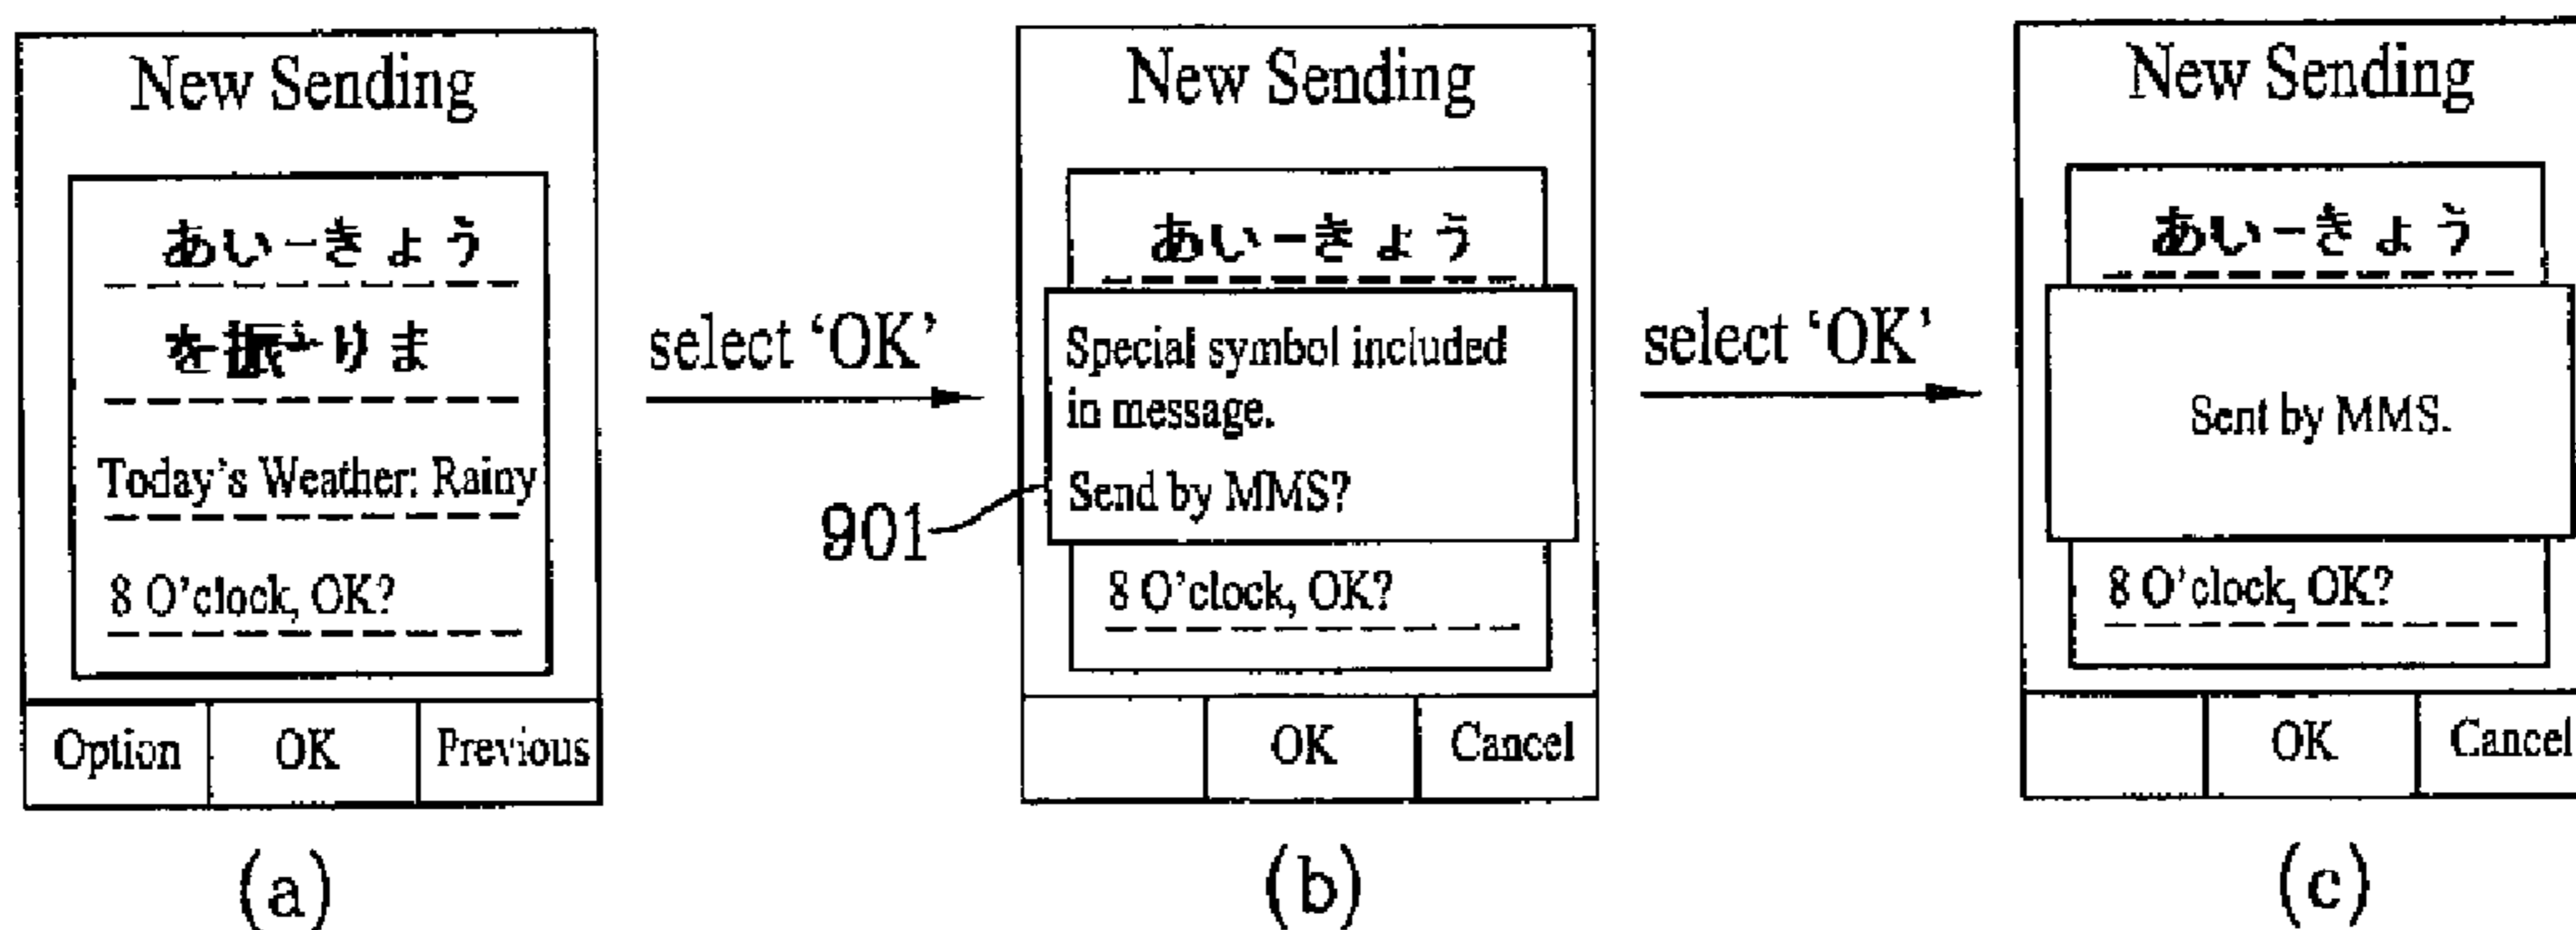 New Sending
あい－きょう
を振りま
Today's Weather: Rainy
8 O'clock, OK?
Option OK Previous
(a)
select 'OK'
New Sending
あい－きょう
Special symbol included
in message.
Send by MMS?
901
8 O'clock, OK?
OK Cancel
(b)
select 'OK'
New Sending
あい－きょう
Sent by MMS.
8 O'clock, OK?
OK Cancel
(c)